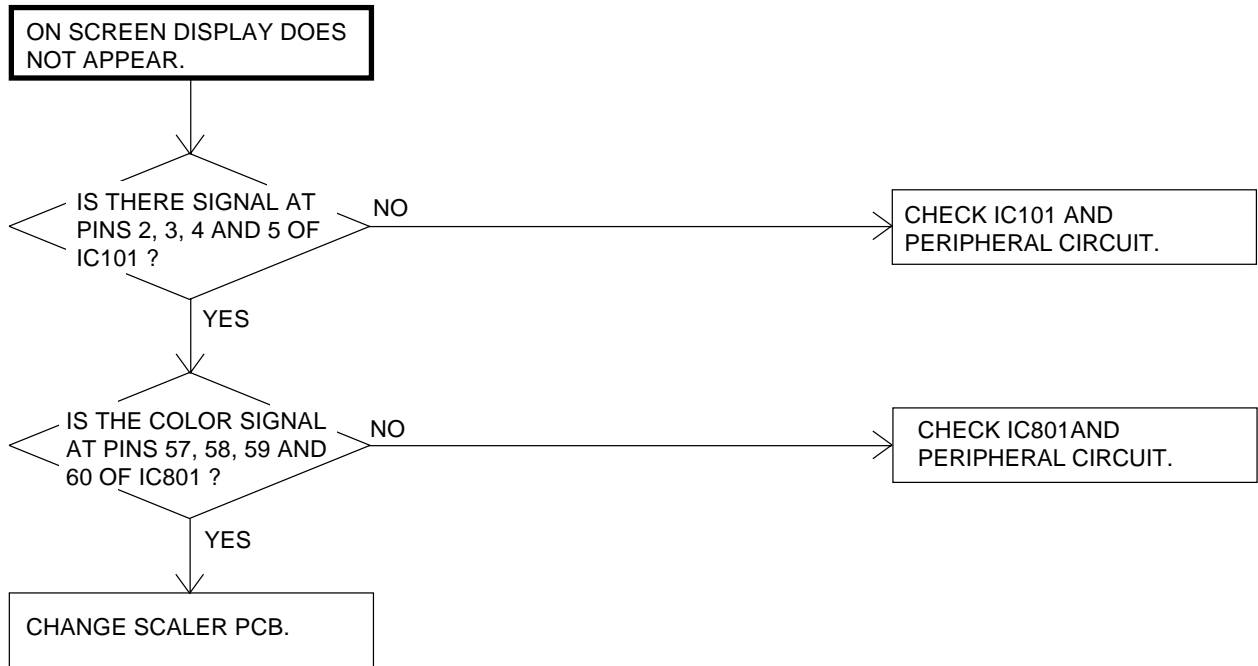 ON SCREEN DISPLAY DOES
NOT APPEAR.
IS THERE SIGNAL AT
PINS 2, 3, 4 AND 5 OF
IC101 ?
NO
CHECK IC101 AND
PERIPHERAL CIRCUIT.
YES
IS THE COLOR SIGNAL
AT PINS 57, 58, 59 AND
60 OF IC801 ?
NO
CHECK IC801AND
PERIPHERAL CIRCUIT.
YES
CHANGE SCALER PCB.